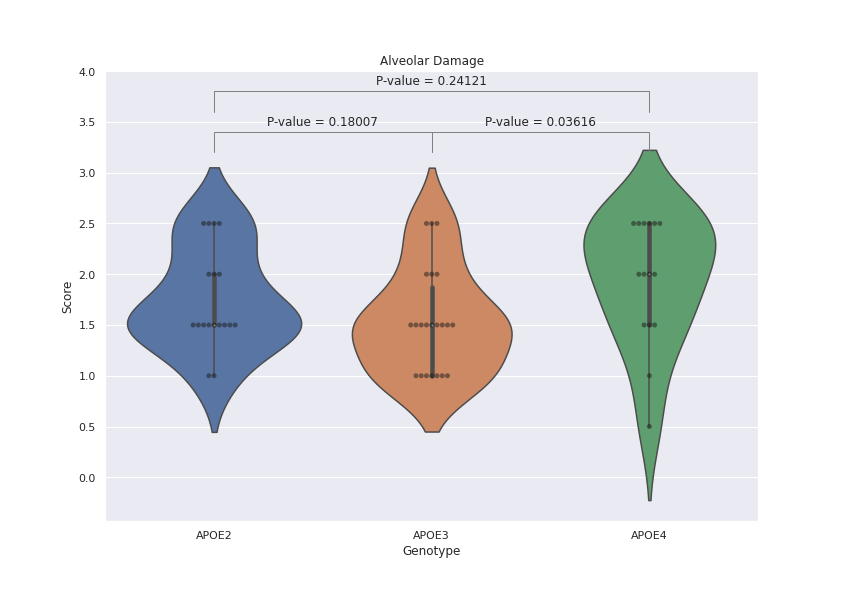 Alveolar Damage
P-value = 0.24121
P-value = 0.18007
P-value = 0.03616
4.0
3.5
3.0
2.5
2.0
1.5
1.0
0.5
0.0
Score
APOE2
APOE3
APOE4
Genotype